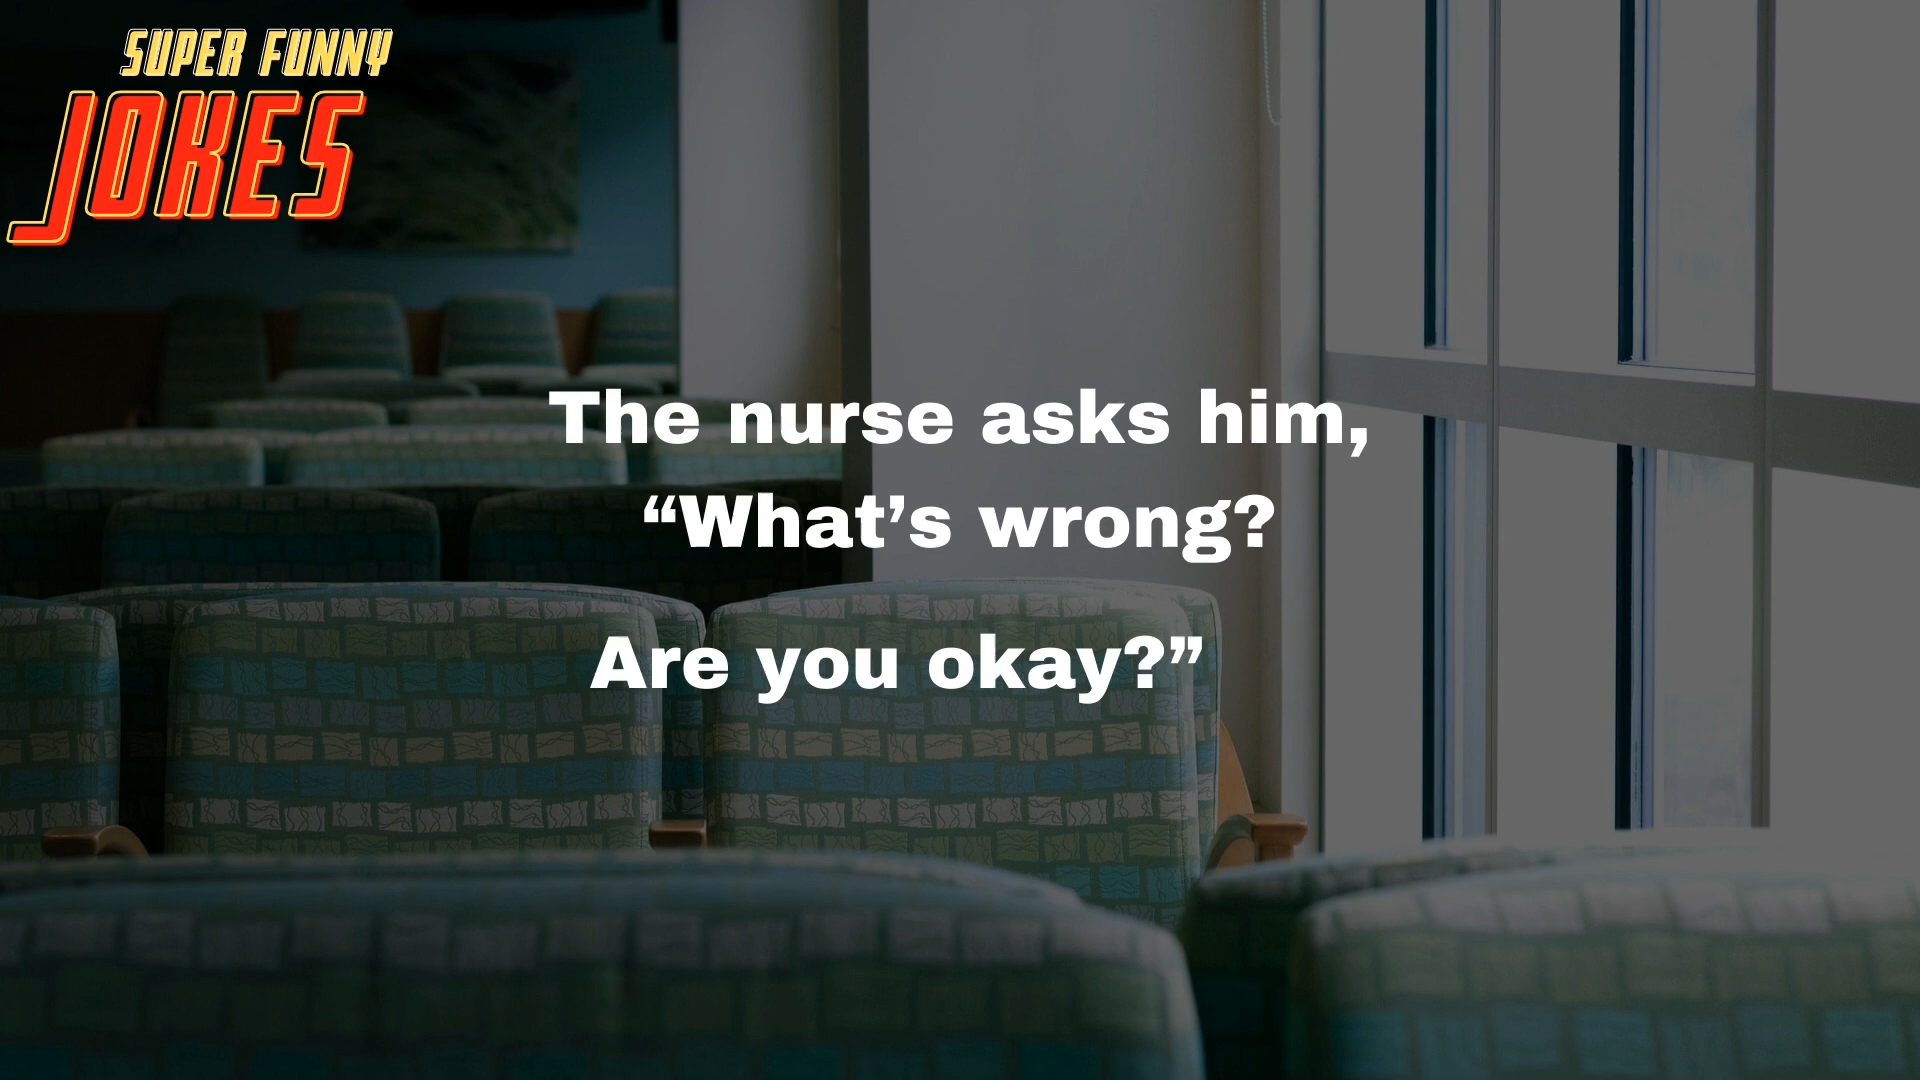 SUPER FUNNY
JOKES
The nurse asks him,
“What’s wrong?
Are you okay?”